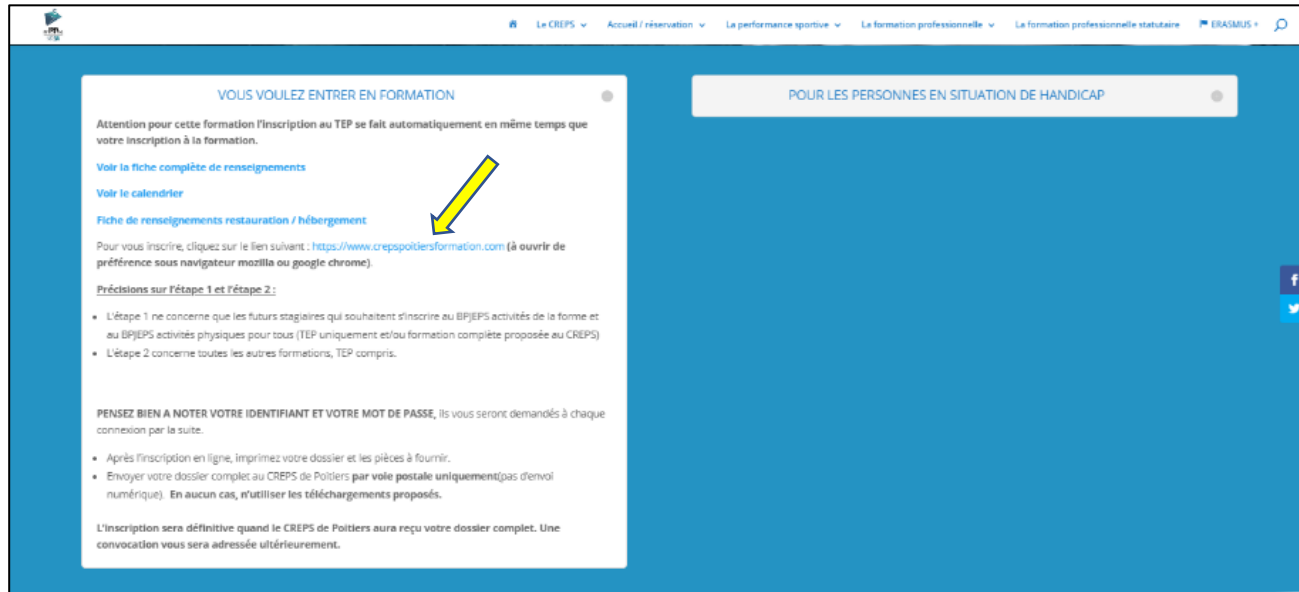 Le CREPS
Accueil / réservation
La performance sportive
La formation professionnelle
La formation professionnelle statutaire
ERASMUS +
VOUS VOULEZ ENTRER EN FORMATION
Attention pour cette formation l'inscription au TEP se fait automatiquement en même temps que
votre inscription à la formation.
Voir la fiche complète de renseignements
Voir le calendrier
Fiche de renseignements restauration / hébergement
Pour vous inscrire, cliquez sur le lien suivant : https://www.crepspoitiersformation.com (à ouvrir de
préférence sous navigateur mozilla ou google chrome).
Précisions sur l'étape 1 et l'étape 2 :
L'étape 1 ne concerne que les futurs stagiaires qui souhaitent s'inscrire au BPJEPS activités de la forme et
au BPJEPS activités physiques pour tous (TEP uniquement et/ou formation complète proposée au CREPS)
L'étape 2 concerne toutes les autres formations, TEP compris.
PENSEZ BIEN A NOTER VOTRE IDENTIFIANT ET VOTRE MOT DE PASSE, ils vous seront demandés à chaque
connexion par la suite.
Après l'inscription en ligne, imprimez votre dossier et les pièces à fournir.
Envoyer votre dossier complet au CREPS de Poitiers par voie postale uniquement(pas d'envoi
numérique). En aucun cas, n'utiliser les téléchargements proposés.
L'inscription sera définitive quand le CREPS de Poitiers aura reçu votre dossier complet. Une
convocation vous sera adressée ultérieurement.
POUR LES PERSONNES EN SITUATION DE HANDICAP